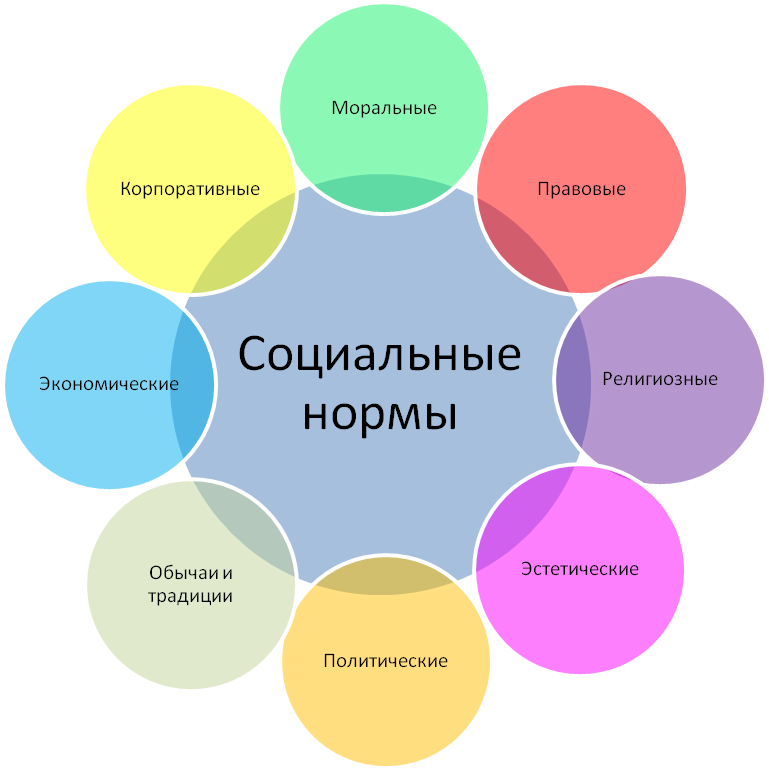 Социальные
нормы
Моральные
Правовые
Религиозные
Эстетические
Политические
Обычаи и
традиции
Экономические
Корпоративные